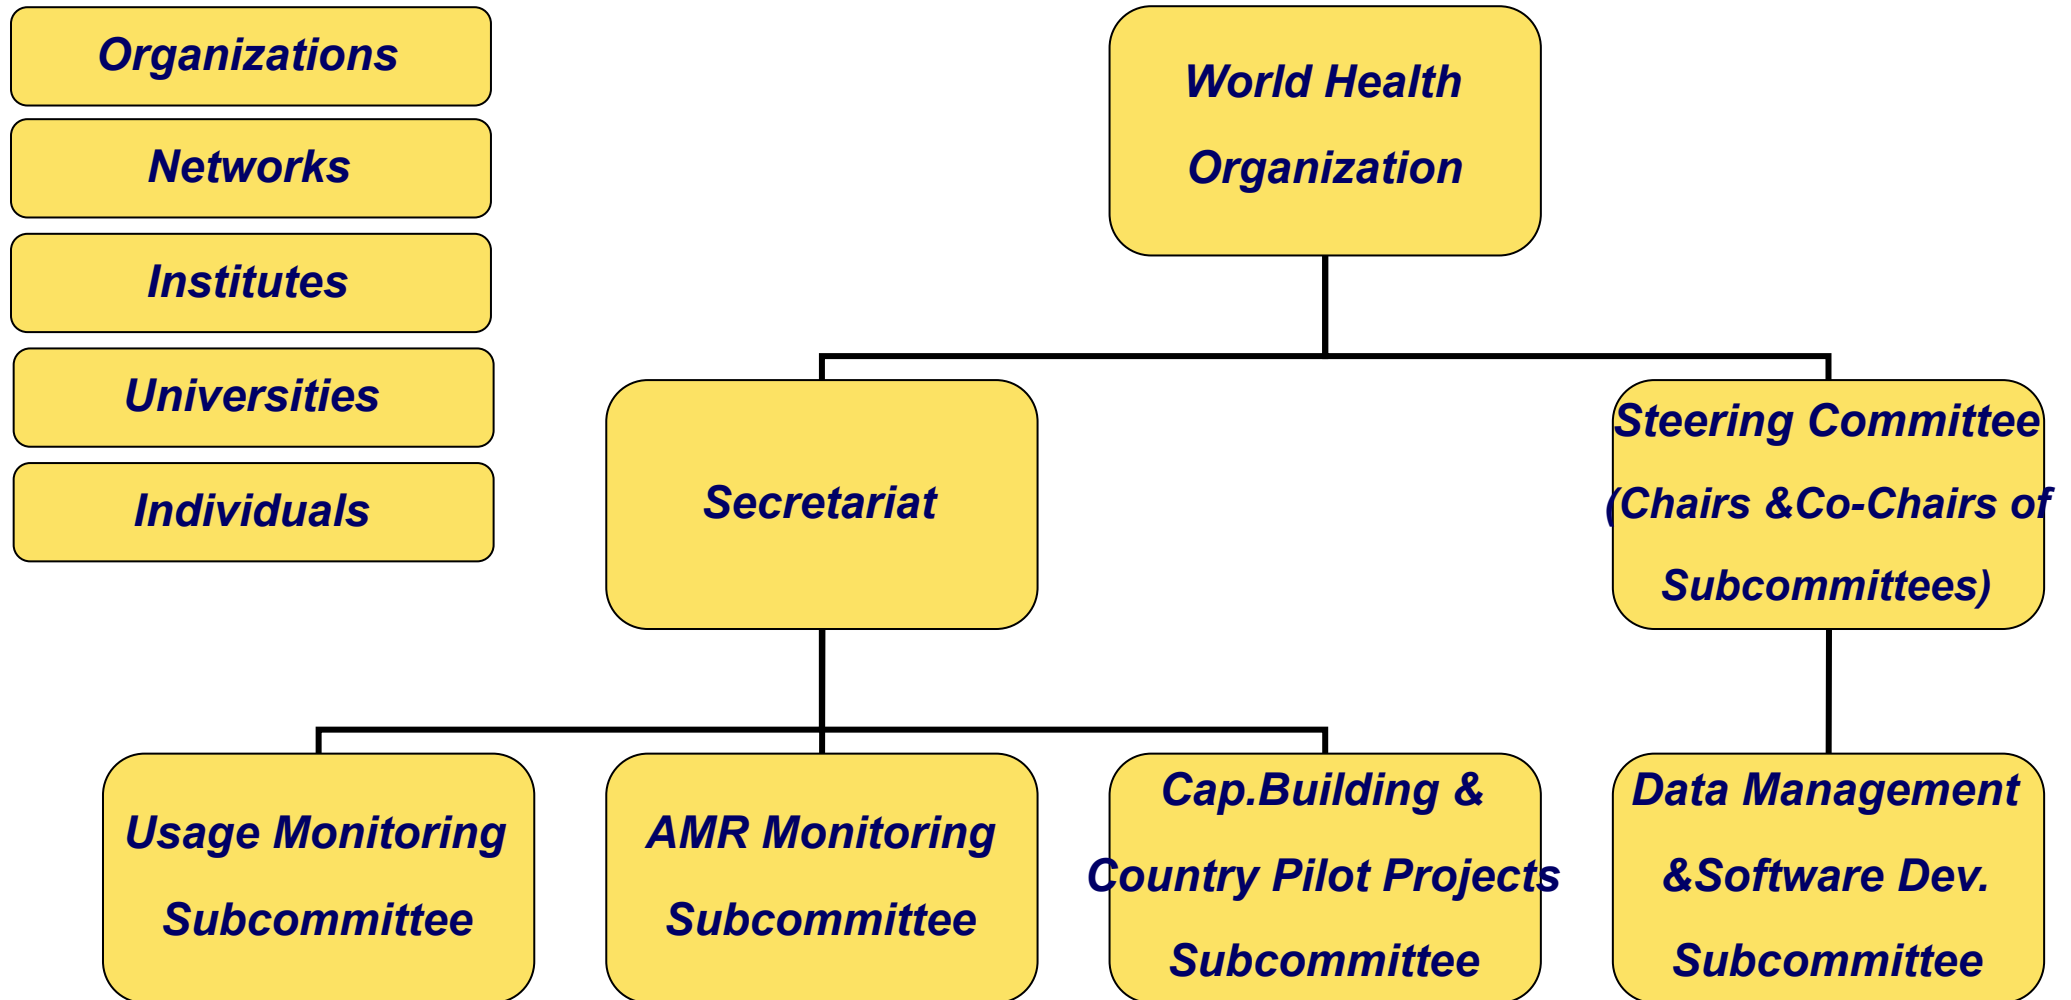 Organizations
Networks
Institutes
Universities
Individuals
World Health
Organization
Secretariat
Steering Committee
(Chairs &Co-Chairs of
Subcommittees)
Usage Monitoring
Subcommittee
AMR Monitoring
Subcommittee
Cap.Building &
Country Pilot Projects
Subcommittee
Data Management
&Software Dev.
Subcommittee